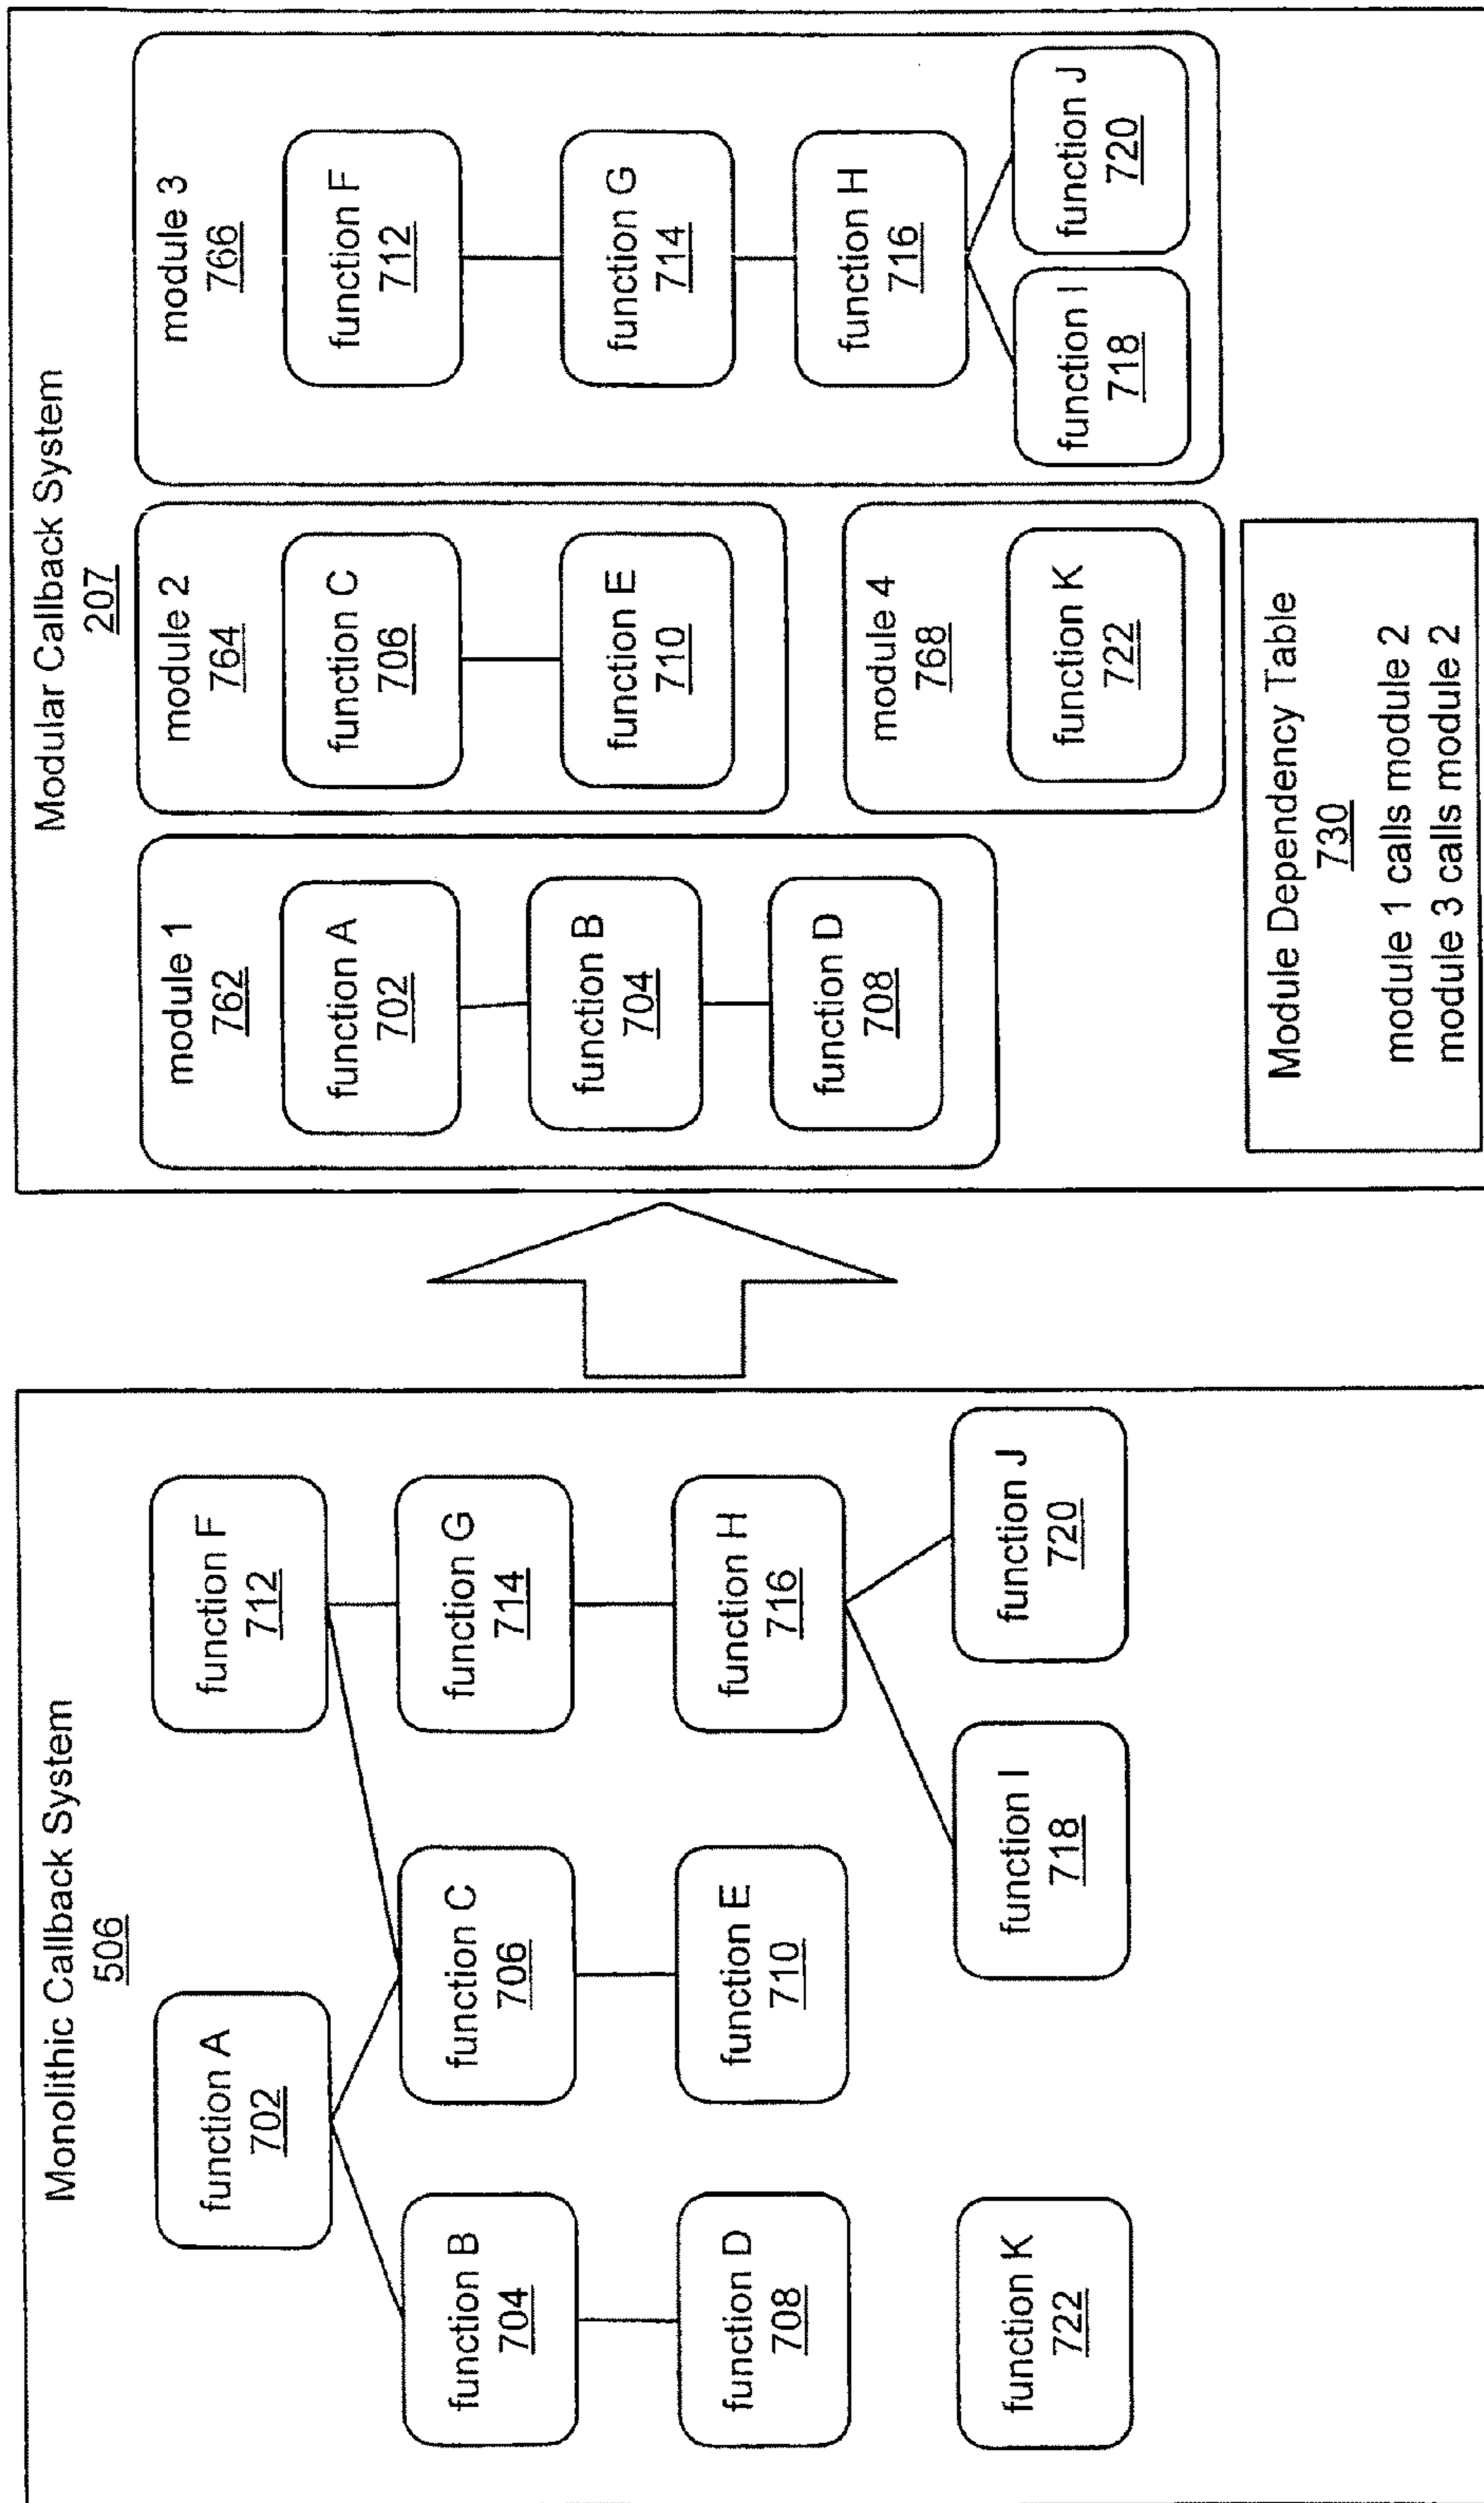 Monolithic Callback System
506
function A
702
function F
712
function B
704
function C
706
function G
714
function D
708
function E
710
function H
716
function K
722
function I
718
function J
720
Modular Callback System
207
module 1
762
function A
702
function B
704
function D
708
module 2
764
function C
706
function E
710
module 4
768
function K
722
module 3
766
function F
712
function G
714
function H
716
function I
718
function J
720
Module Dependency Table
730
module 1 calls module 2
module 3 calls module 2